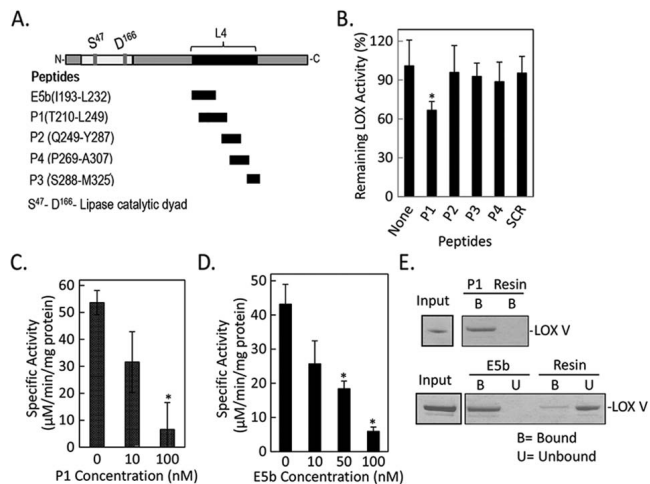 A.
S47 D166 L4
N- -C
Peptides
E5b(I193-L232)
P1(T210-L249)
P2 (Q249-Y287)
P4 (P269-A307)
P3 (S288-M325)
S47- D166- Lipase catalytic dyad
B.
Remaining LOX Activity (%)
120
90
60
30
0
*
None P1 P2 P3 P4 SCR
Peptides
C.
Specific Activity
(µM/min/mg protein)
60
50
40
30
20
10
0
*
0 10 100
P1 Concentration (nM)
D.
Specific Activity
(µM/min/mg protein)
50
40
30
20
10
0
* *
0 10 50 100
E5b Concentration (nM)
E.
P1 Resin
Input B B
-LOX V
E5b Resin
Input B U B U
-LOX V
B= Bound
U= Unbound